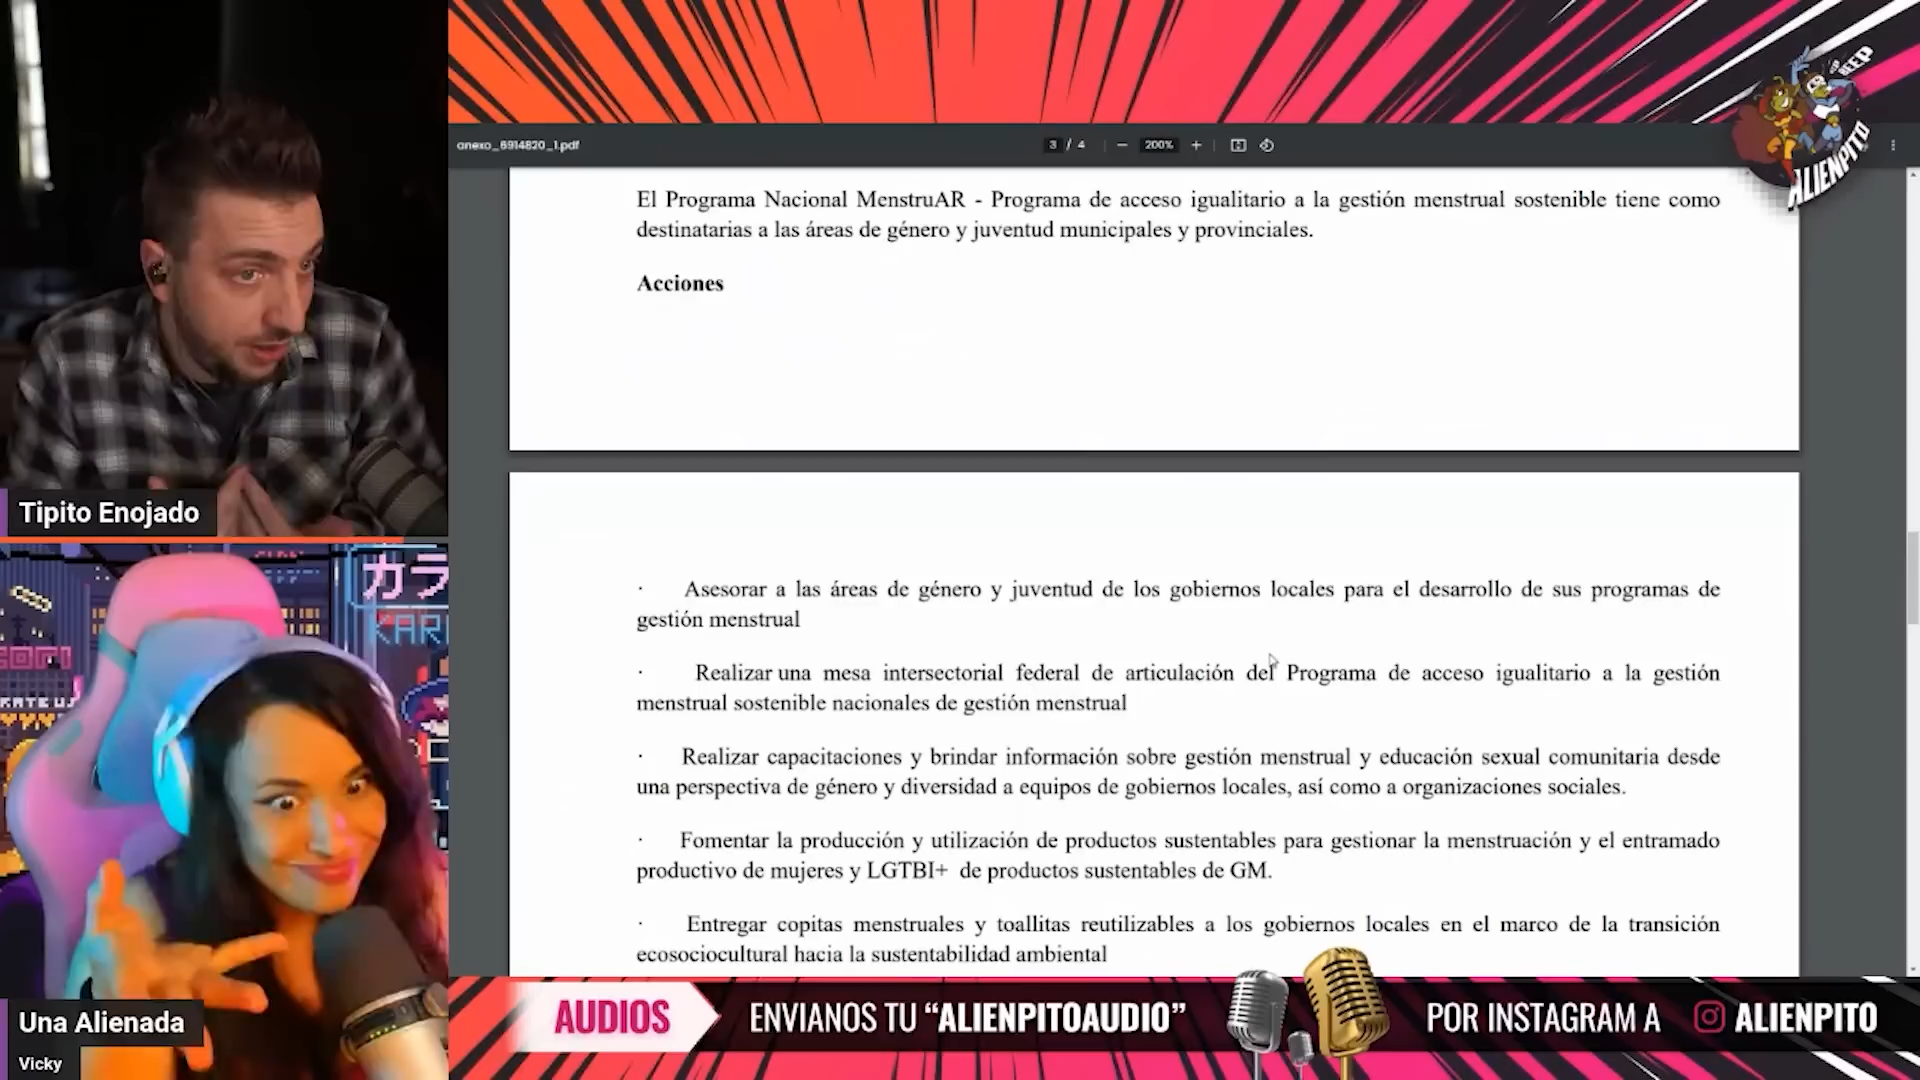 BEEP
ALIENPITO
anexo_6914820_1.pdf
3 / 4
200%
El Programa Nacional MenstruAR - Programa de acceso igualitario a la gestión menstrual sostenible tiene como
destinatarias a las áreas de género y juventud municipales y provinciales.
Acciones
· Asesorar a las áreas de género y juventud de los gobiernos locales para el desarrollo de sus programas de
gestión menstrual
· Realizar una mesa intersectorial federal de articulación del Programa de acceso igualitario a la gestión
menstrual sostenible nacionales de gestión menstrual
· Realizar capacitaciones y brindar información sobre gestión menstrual y educación sexual comunitaria desde
una perspectiva de género y diversidad a equipos de gobiernos locales, así como a organizaciones sociales.
· Fomentar la producción y utilización de productos sustentables para gestionar la menstruación y el entramado
productivo de mujeres y LGTBI+ de productos sustentables de GM.
· Entregar copitas menstruales y toallitas reutilizables a los gobiernos locales en el marco de la transición
ecosociocultural hacia la sustentabilidad ambiental
Tipito Enojado
カラ
Una Alienada
Vicky
AUDIOS
ENVIANOS TU “ALIENPITOAUDIO”
POR INSTAGRAM A
ALIENPITO